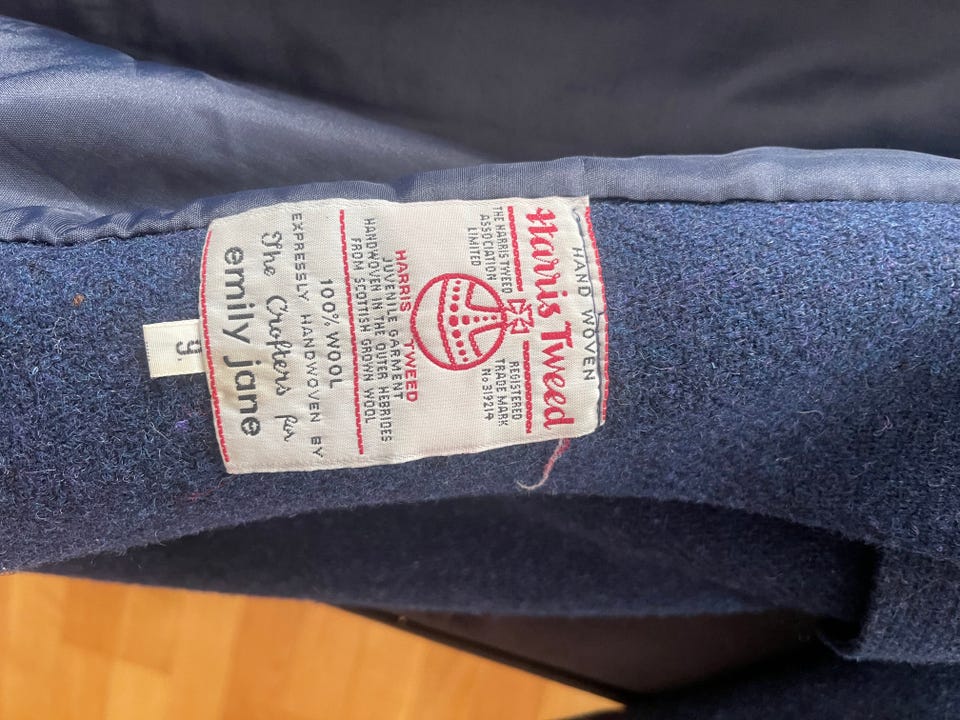 HAND WOVEN
Harris Tweed
THE HARRIS TWEED
ASSOCIATION
LIMITED
REGISTERED
TRADE MARK
No. 319214
HARRIS TWEED
JUVENILE GARMENT
HANDWOVEN IN THE OUTER HEBRIDES
FROM SCOTTISH GROWN WOOL
100% WOOL
EXPRESSLY HANDWOVEN BY
The Crofters for
emily jane